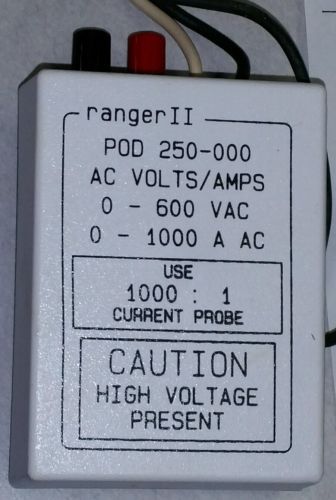 rangerII
POD 250-000
AC VOLTS/AMPS
0 - 600 VAC
0 - 1000 A AC
USE
1000 : 1
CURRENT PROBE
CAUTION
HIGH VOLTAGE
PRESENT